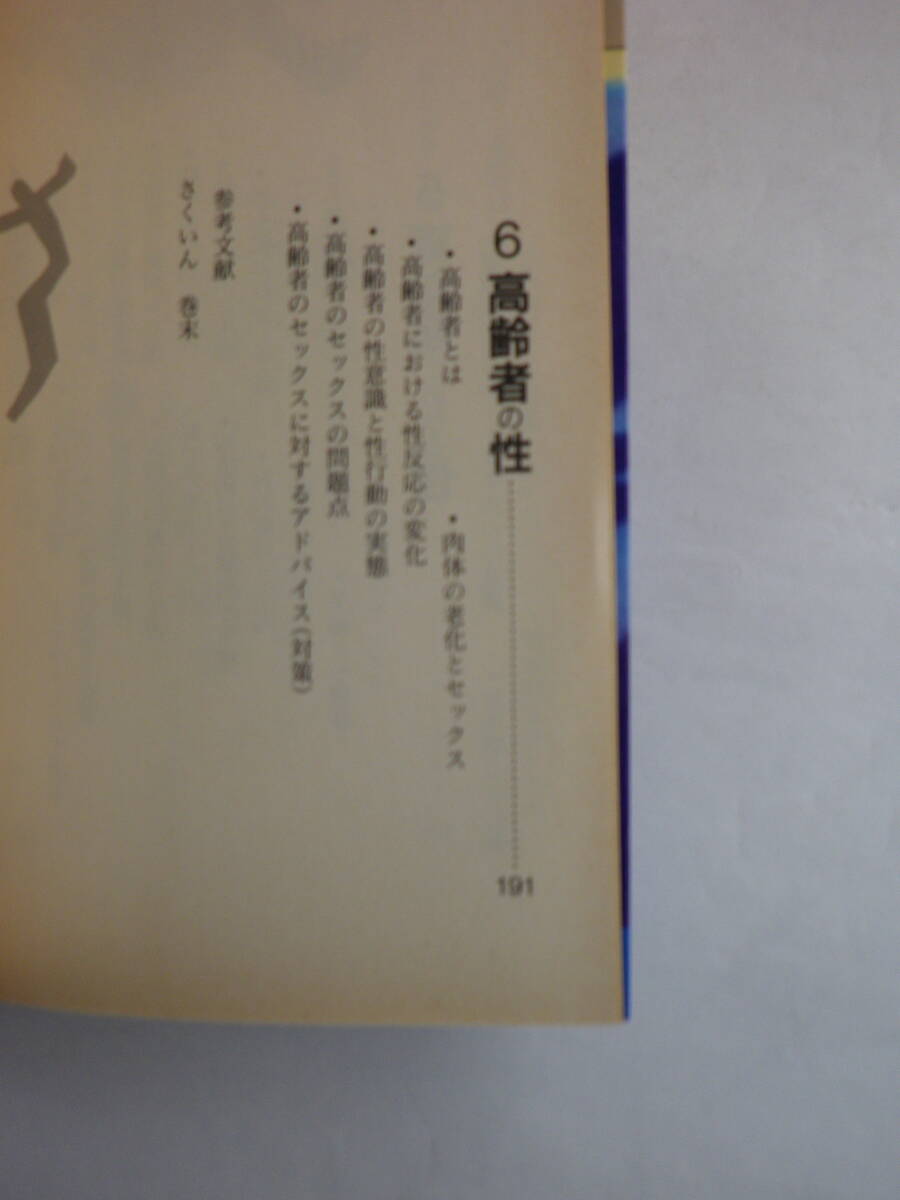 6 高齢者の性……191
・高齢者とは ・肉体の老化とセックス
・高齢者における性反応の変化
・高齢者の性意識と性行動の実態
・高齢者のセックスの問題点
・高齢者のセックスに対するアドバイス(対策)
参考文献
さくいん 巻末